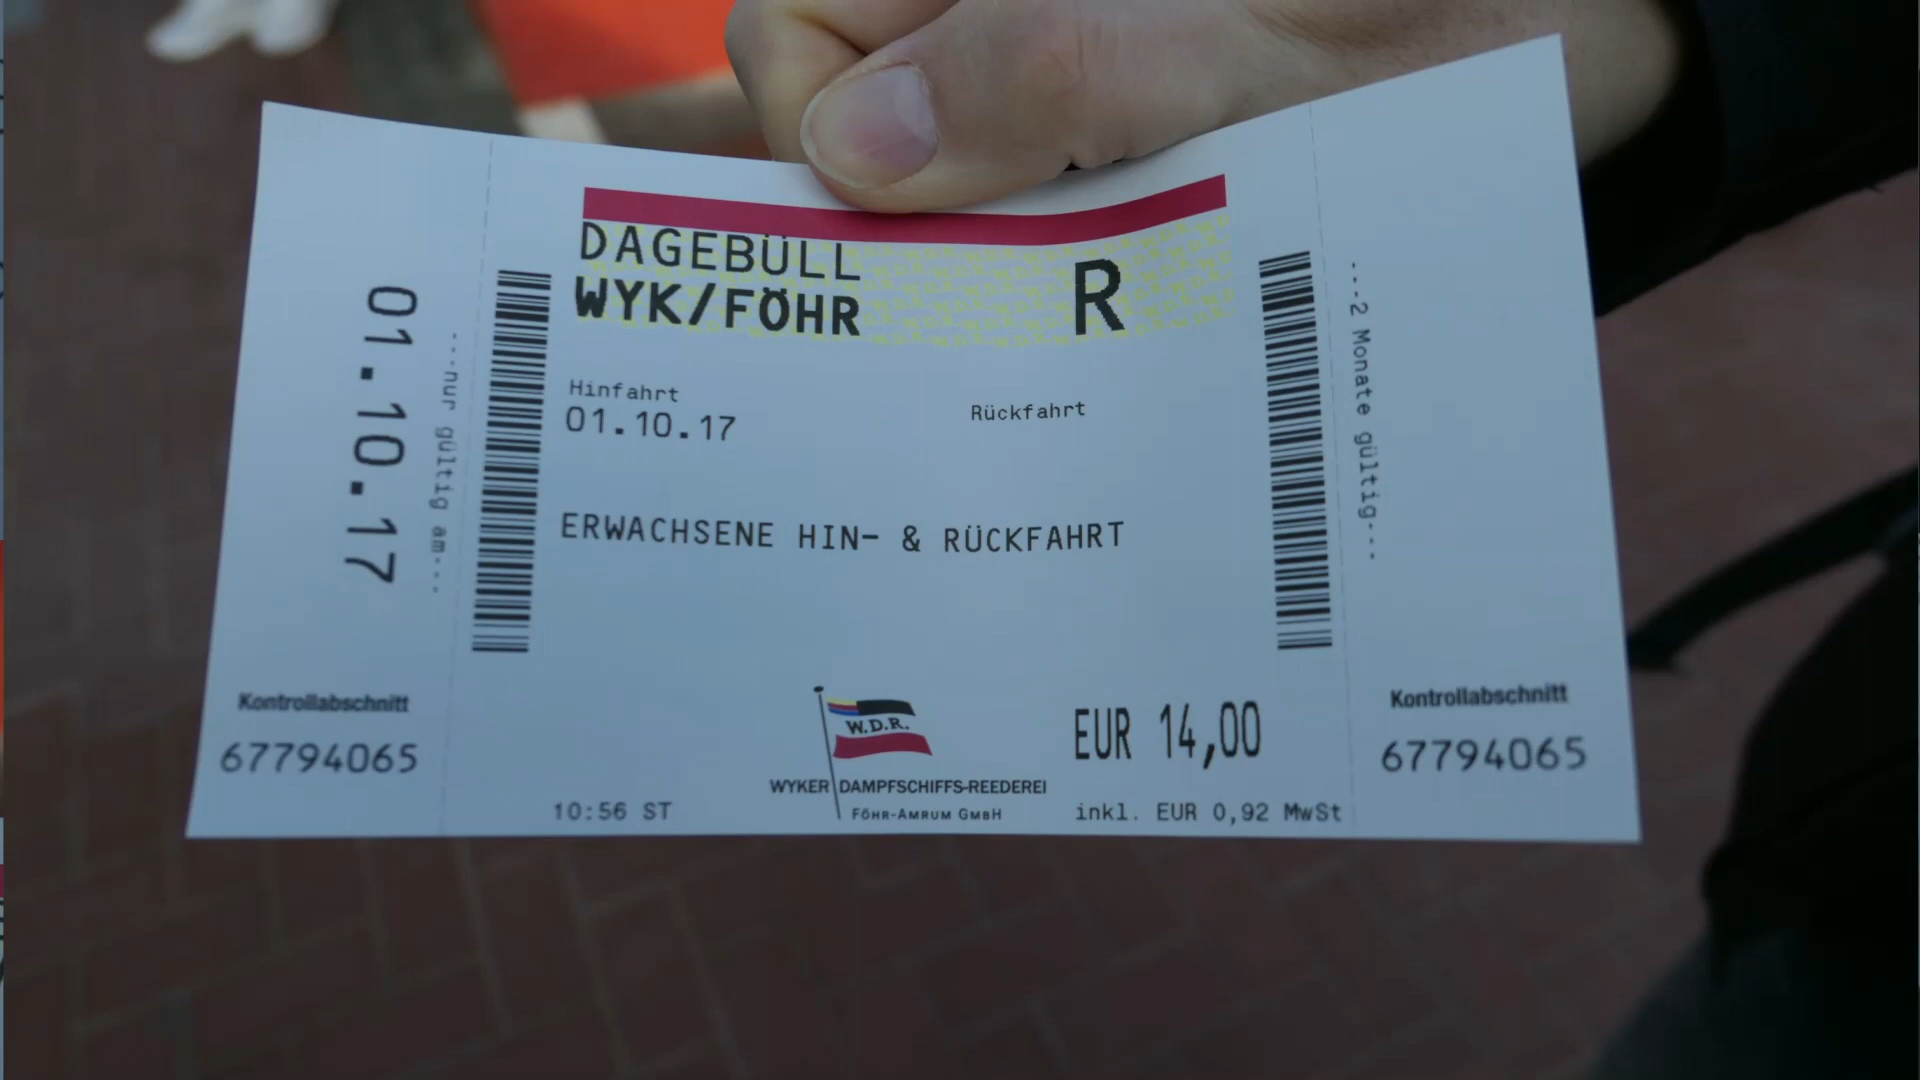 01.10.17
---nur gültig am---
Kontrollabschnitt
67794065
DAGEBÜLL
WYK/FÖHR
R
Hinfahrt
01.10.17
Rückfahrt
ERWACHSENE HIN- & RÜCKFAHRT
W.D.R.
WYKER DAMPFSCHIFFS-REEDEREI
FÖHR-AMRUM GMBH
EUR 14,00
10:56 ST
inkl. EUR 0,92 MwSt
---2 Monate gültig---
Kontrollabschnitt
67794065